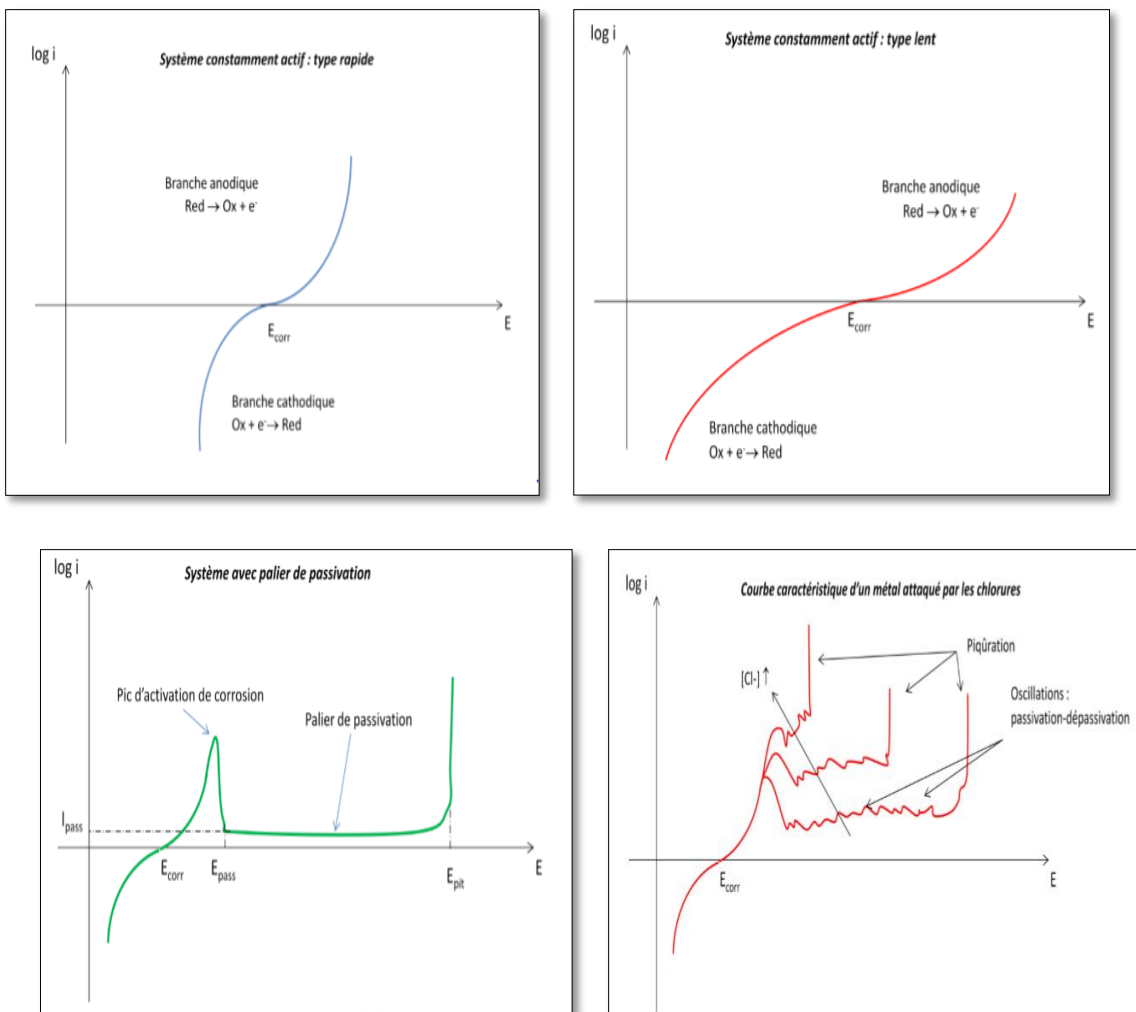 log i
Système constamment actif : type rapide
Branche anodique
Red → Ox + e-
E
Ecorr
Branche cathodique
Ox + e- → Red
log i
Système constamment actif : type lent
Branche anodique
Red → Ox + e-
E
Ecorr
Branche cathodique
Ox + e- → Red
log i
Système avec palier de passivation
Pic d'activation de corrosion
Palier de passivation
Ipass
Ecorr
Epass
Epit
E
log i
Courbe caractéristique d'un métal attaqué par les chlorures
Piqûration
[Cl-] ↑
Oscillations :
passivation-dépassivation
Ecorr
E